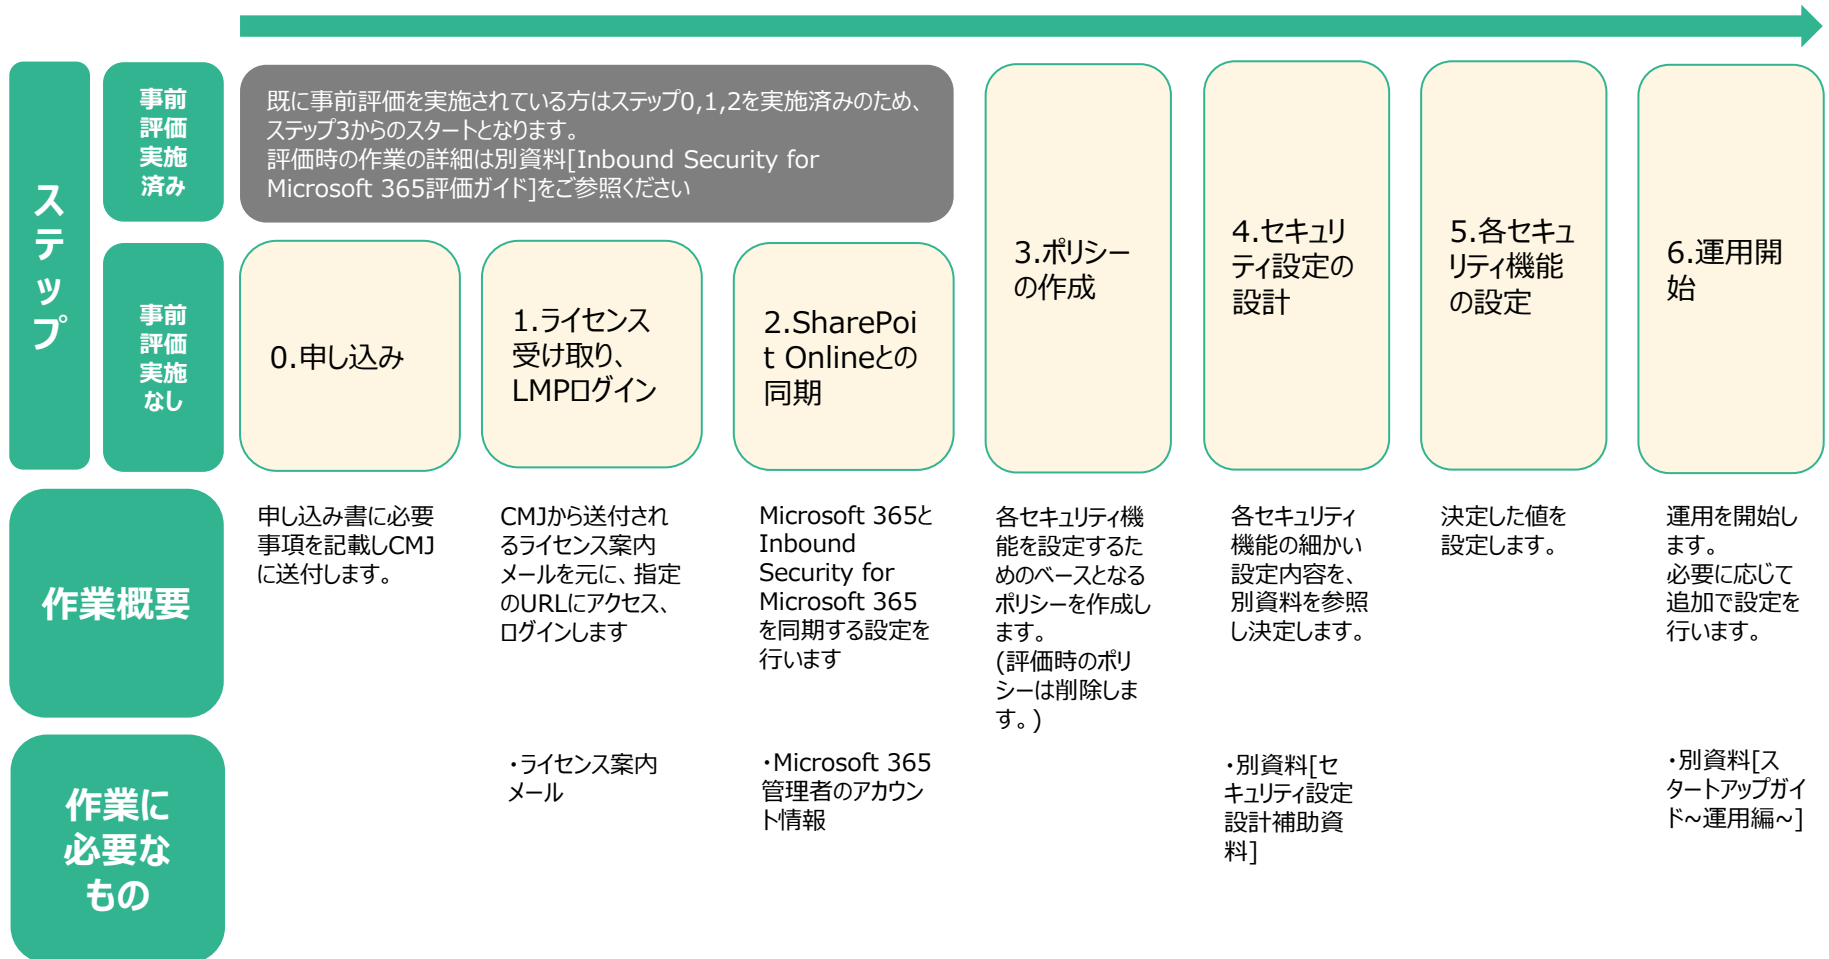 ステップ
事前
評価
実施
済み
既に事前評価を実施されている方はステップ0,1,2を実施済みのため、
ステップ3からのスタートとなります。
評価時の作業の詳細は別資料[Inbound Security for
Microsoft 365評価ガイド]をご参照ください
事前
評価
実施
なし
0.申し込み
1.ライセンス
受け取り、
LMPログイン
2.SharePoi
t Onlineとの
同期
3.ポリシー
の作成
4.セキュリ
ティ設定の
設計
5.各セキュ
リティ機能
の設定
6.運用開
始
作業概要
申し込み書に必要
事項を記載しCMJ
に送付します。
CMJから送付され
るライセンス案内
メールを元に、指定
のURLにアクセス、
ログインします
Microsoft 365と
Inbound
Security for
Microsoft 365
を同期する設定を
行います
各セキュリティ機
能を設定するた
めのベースとなる
ポリシーを作成し
ます。
(評価時のポリ
シーは削除しま
す。)
各セキュリティ
機能の細かい
設定内容を、
別資料を参照
し決定します。
決定した値を
設定します。
運用を開始し
ます。
必要に応じて
追加で設定を
行います。
作業に
必要な
もの
・ライセンス案内
メール
・Microsoft 365
管理者のアカウン
ト情報
・別資料[セ
キュリティ設定
設計補助資
料]
・別資料[ス
タートアップガイ
ド~運用編~]